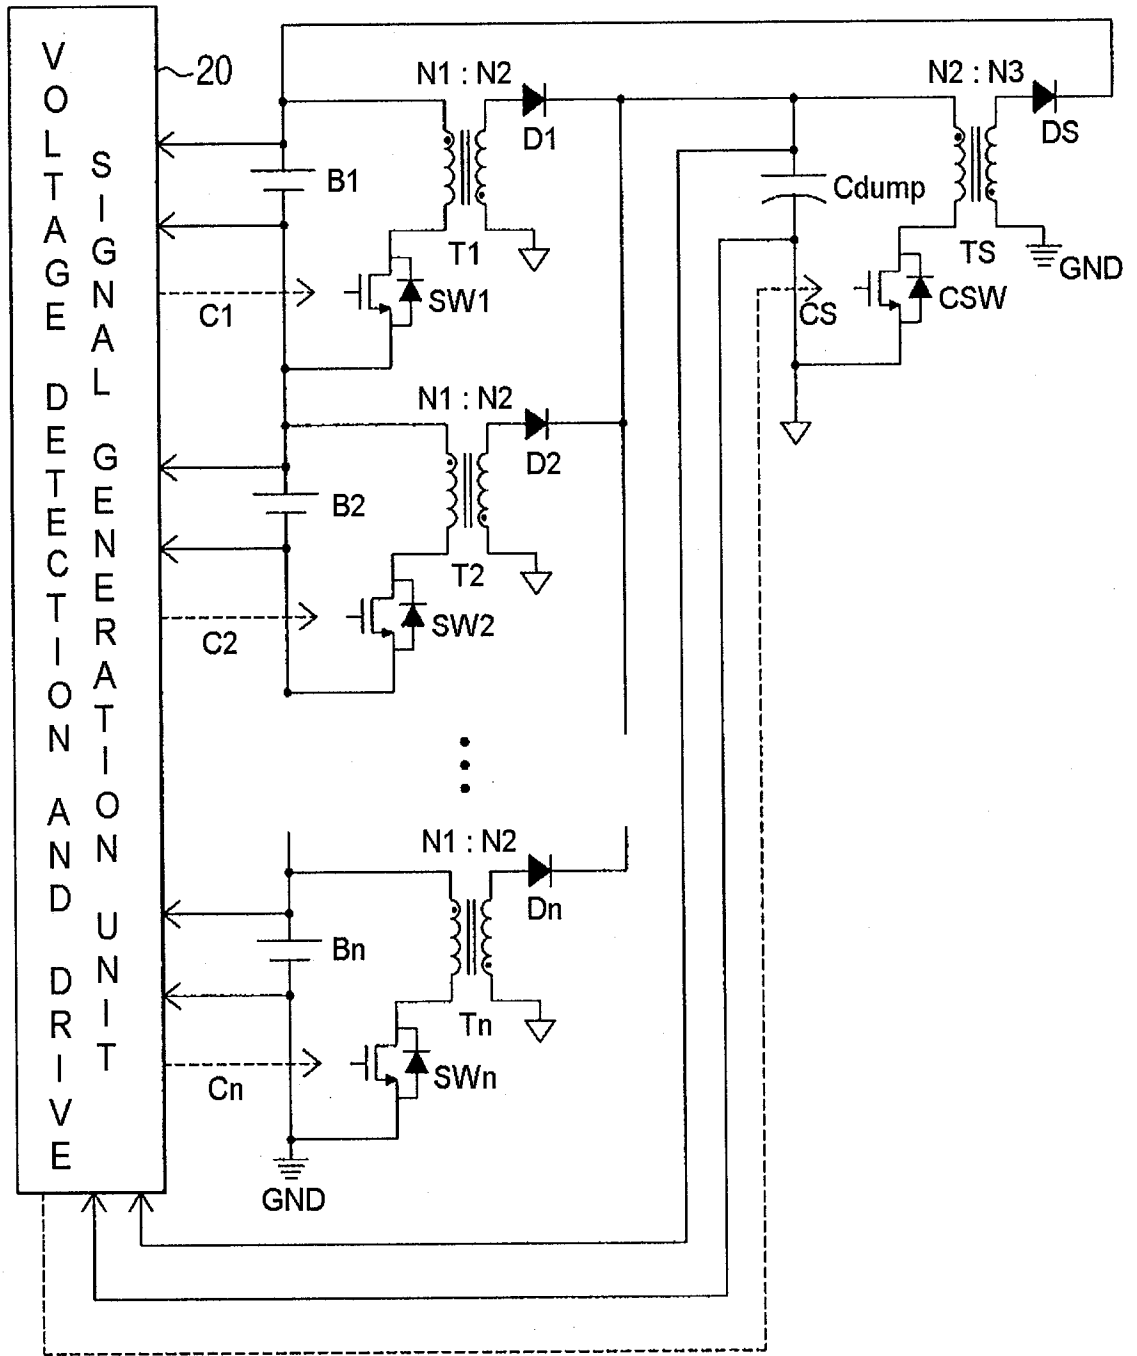 VOLTAGE DETECTION AND DRIVE
SIGNAL GENERATION UNIT
20
N1 : N2
D1
B1
T1
SW1
C1
N2 : N3
DS
Cdump
TS
GND
CSW
CS
N1 : N2
D2
B2
T2
SW2
C2
N1 : N2
Dn
Bn
Tn
SWn
Cn
GND